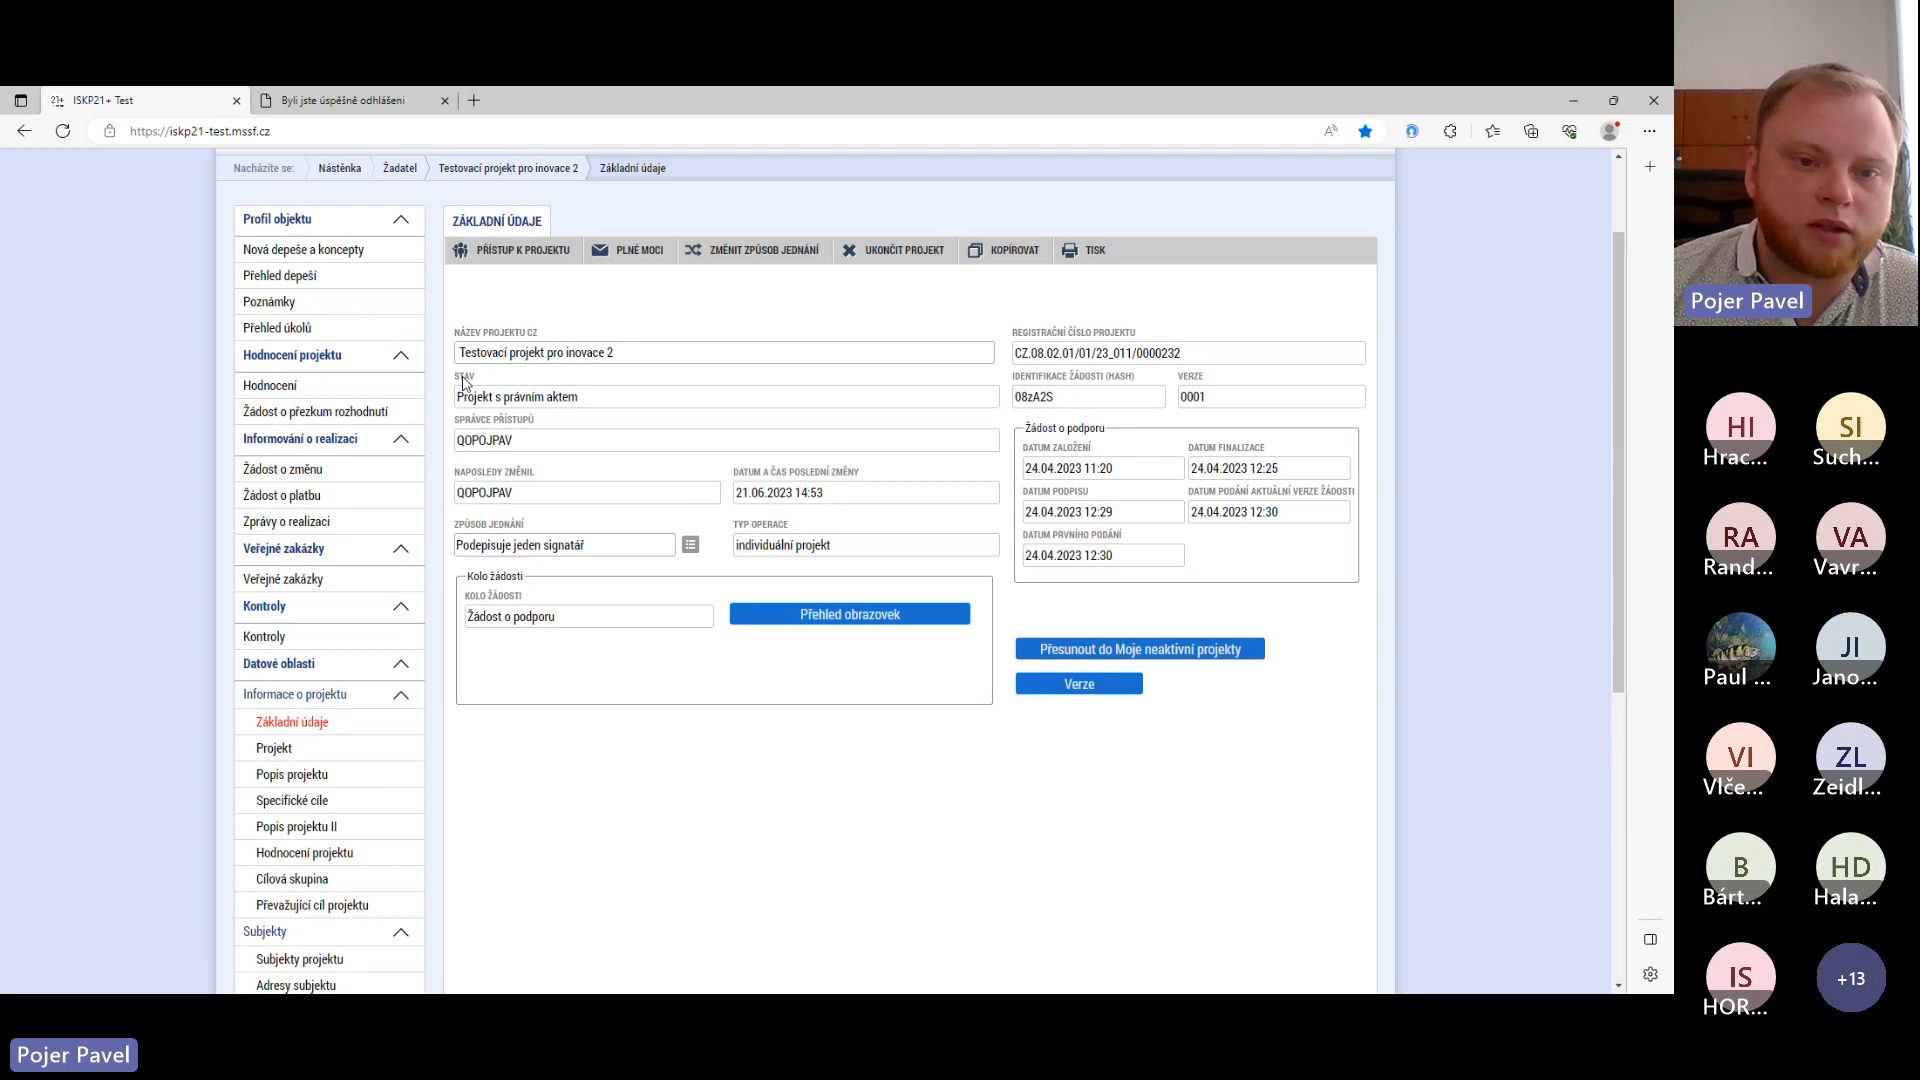 ISKP21+ Test
Byli jste úspěšně odhlášeni
https://iskp21-test.mssf.cz
Nacházíte se:
Nástěnka
Žadatel
Testovací projekt pro inovace 2
Základní údaje
Profil objektu
Nová depeše a koncepty
Přehled depeší
Poznámky
Přehled úkolů
Hodnocení projektu
Hodnocení
Žádost o přezkum rozhodnutí
Informování o realizaci
Žádost o změnu
Žádost o platbu
Zprávy o realizaci
Veřejné zakázky
Veřejné zakázky
Kontroly
Kontroly
Datové oblasti
Informace o projektu
Základní údaje
Projekt
Popis projektu
Specifické cíle
Popis projektu II
Hodnocení projektu
Cílová skupina
Převažující cíl projektu
Subjekty
Subjekty projektu
Adresy subjektu
ZÁKLADNÍ ÚDAJE
PŘÍSTUP K PROJEKTU
PLNÉ MOCI
ZMĚNIT ZPŮSOB JEDNÁNÍ
UKONČIT PROJEKT
KOPÍROVAT
TISK
NÁZEV PROJEKTU CZ
Testovací projekt pro inovace 2
STAV
Projekt s právním aktem
SPRÁVCE PŘÍSTUPŮ
QOPOJPAV
NAPOSLEDY ZMĚNIL
QOPOJPAV
DATUM A ČAS POSLEDNÍ ZMĚNY
21.06.2023 14:53
ZPŮSOB JEDNÁNÍ
Podepisuje jeden signatář
TYP OPERACE
individuální projekt
Kolo žádosti
KOLO ŽÁDOSTI
Žádost o podporu
Přehled obrazovek
REGISTRAČNÍ ČÍSLO PROJEKTU
CZ.08.02.01/01/23_011/0000232
IDENTIFIKACE ŽÁDOSTI (HASH)
08zA2S
VERZE
0001
Žádost o podporu
DATUM ZALOŽENÍ
24.04.2023 11:20
DATUM FINALIZACE
24.04.2023 12:25
DATUM PODPISU
24.04.2023 12:29
DATUM PODÁNÍ AKTUÁLNÍ VERZE ŽÁDOSTI
24.04.2023 12:30
DATUM PRVNÍHO PODÁNÍ
24.04.2023 12:30
Přesunout do Moje neaktivní projekty
Verze
Pojer Pavel
HI
Hrac...
SI
Such...
RA
Rand...
VA
Vavr...
Paul ...
JI
Jano...
VI
Vlče...
ZL
Zeidl...
B
Bárt...
HD
Hala...
IS
HOR...
+13
Pojer Pavel